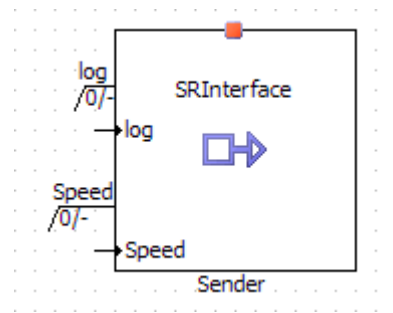 log
/0/-
SRInterface
log
Speed
/0/-
Speed
Sender